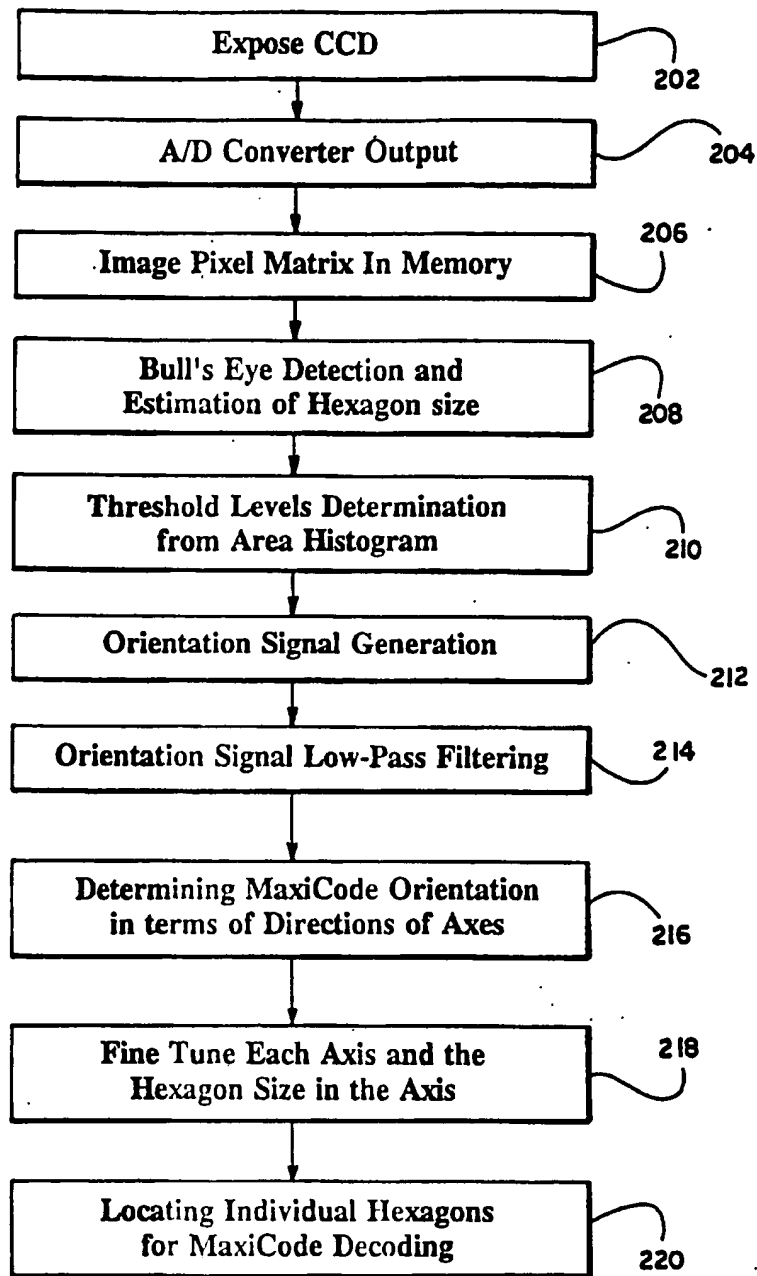 Expose CCD
202
A/D Converter Output
204
206
Image Pixel Matrix In Memory
Bull's Eye Detection and
Estimation of Hexagon size
208
Threshold Levels Determination
from Area Histogram
210
Orientation Signal Generation
212
Orientation Signal Low-Pass Filtering
214
Determining MaxiCode Orientation
in terms of Directions of Axes
216
Fine Tune Each Axis and the
Hexagon Size in the Axis
218
Locating Individual Hexagons
for MaxiCode Decoding
220